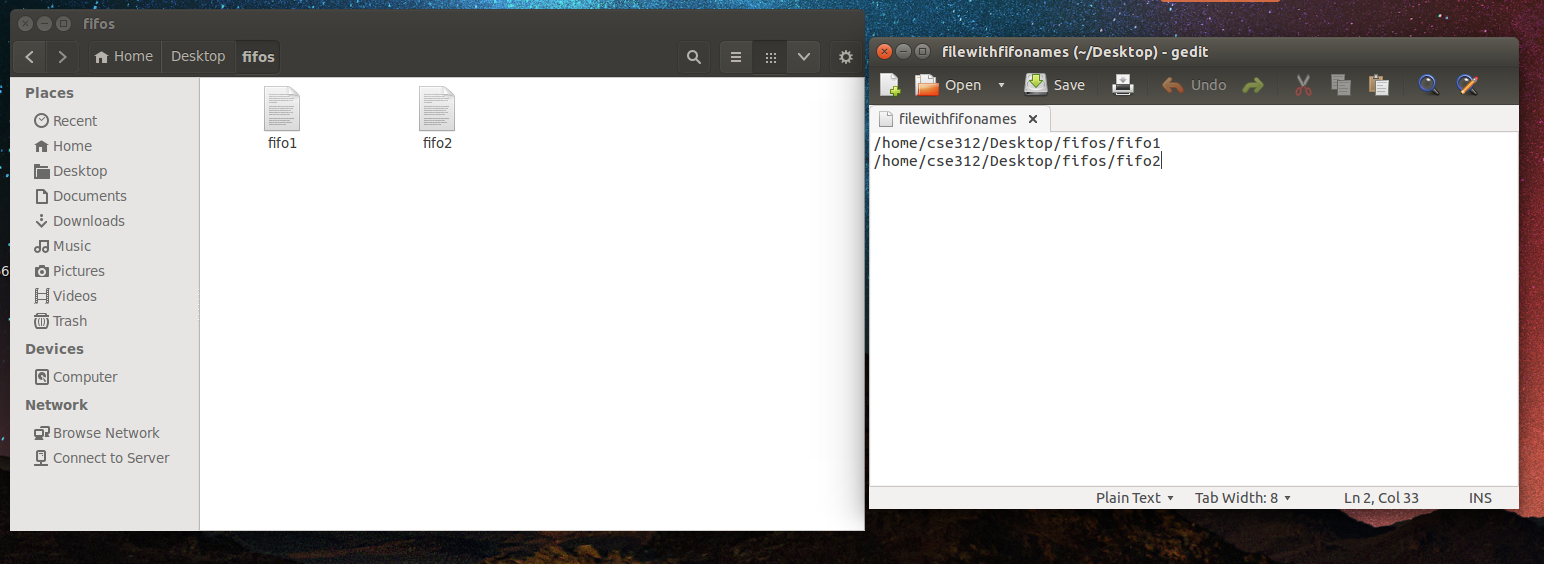 fifos
Home Desktop fifos
Places
Recent
Home
Desktop
Documents
Downloads
Music
Pictures
Videos
Trash
Devices
Computer
Network
Browse Network
Connect to Server
fifo1 fifo2
6
filewithfifonames (~/Desktop) - gedit
Open Save Undo
filewithfifonames
/home/cse312/Desktop/fifos/fifo1
/home/cse312/Desktop/fifos/fifo2
Plain Text Tab Width: 8 Ln 2, Col 33 INS